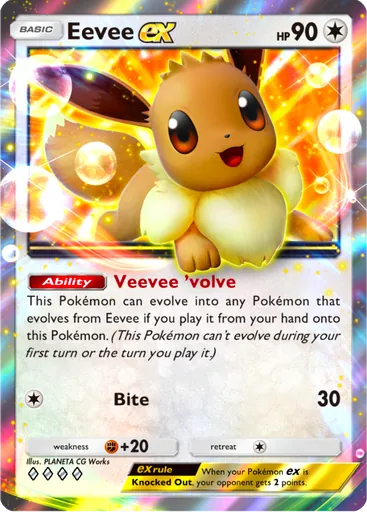 BASIC Eevee ex HP 90
Ability Veevee 'volve
This Pokémon can evolve into any Pokémon that
evolves from Eevee if you play it from your hand onto
this Pokémon. (This Pokémon can't evolve during your
first turn or the turn you play it.)
Bite 30
weakness +20 retreat
Illus. PLANETA CG Works
ex rule When your Pokémon ex is
Knocked Out, your opponent gets 2 points.